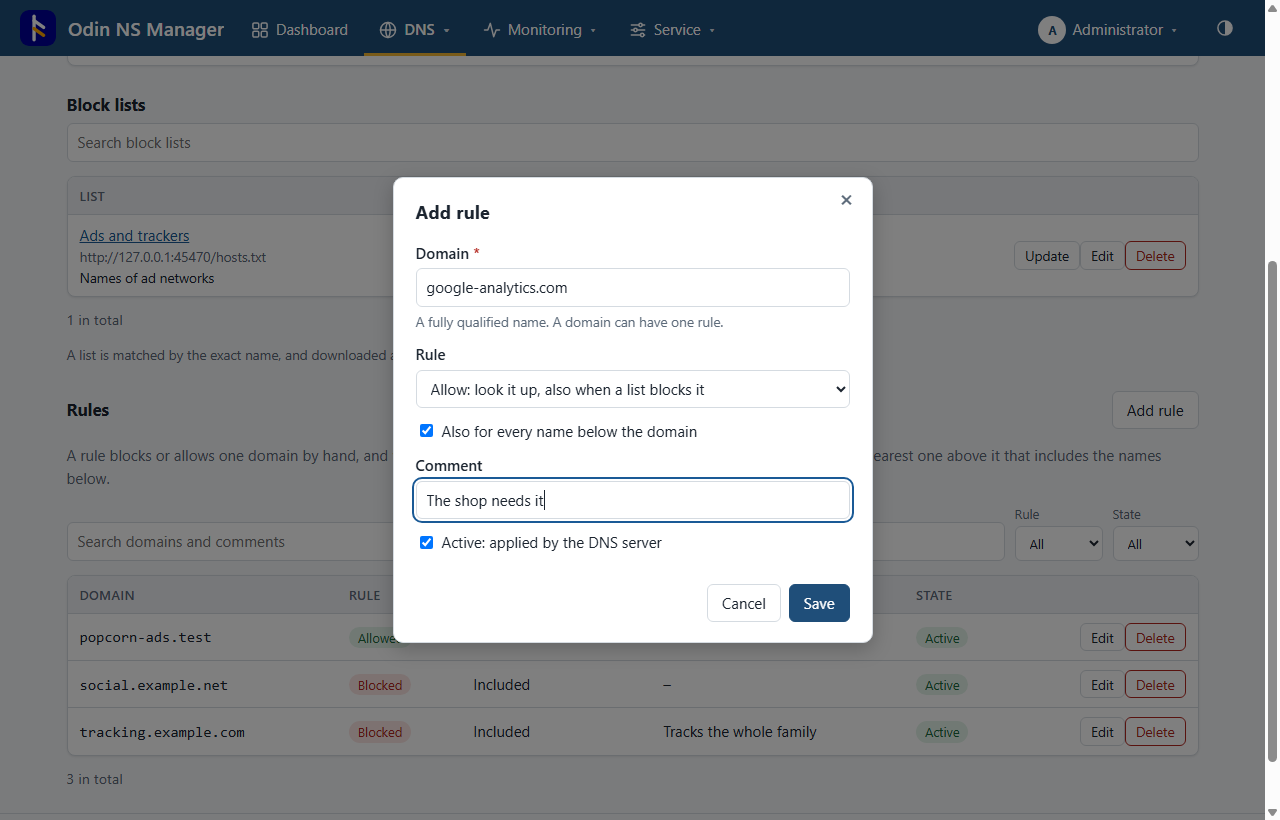 Odin NS Manager Dashboard DNS Monitoring Service A Administrator
Block lists
Search block lists
LIST
Ads and trackers
http://127.0.0.1:45470/hosts.txt
Update Edit Delete
Names of ad networks
1 in total
A list is matched by the exact name, and downloaded
Rules
Add rule
A rule blocks or allows one domain by hand, and
earest one above it that includes the names
below.
Rule State
Search domains and comments
All All
DOMAIN RULE STATE
popcorn-ads.test Active Edit Delete
social.example.net Blocked Included – Active Edit Delete
tracking.example.com Blocked Included Tracks the whole family Active Edit Delete
3 in total
Add rule
Domain *
google-analytics.com
A fully qualified name. A domain can have one rule.
Rule
Allow: look it up, also when a list blocks it
Also for every name below the domain
Comment
The shop needs it
Active: applied by the DNS server
Cancel Save